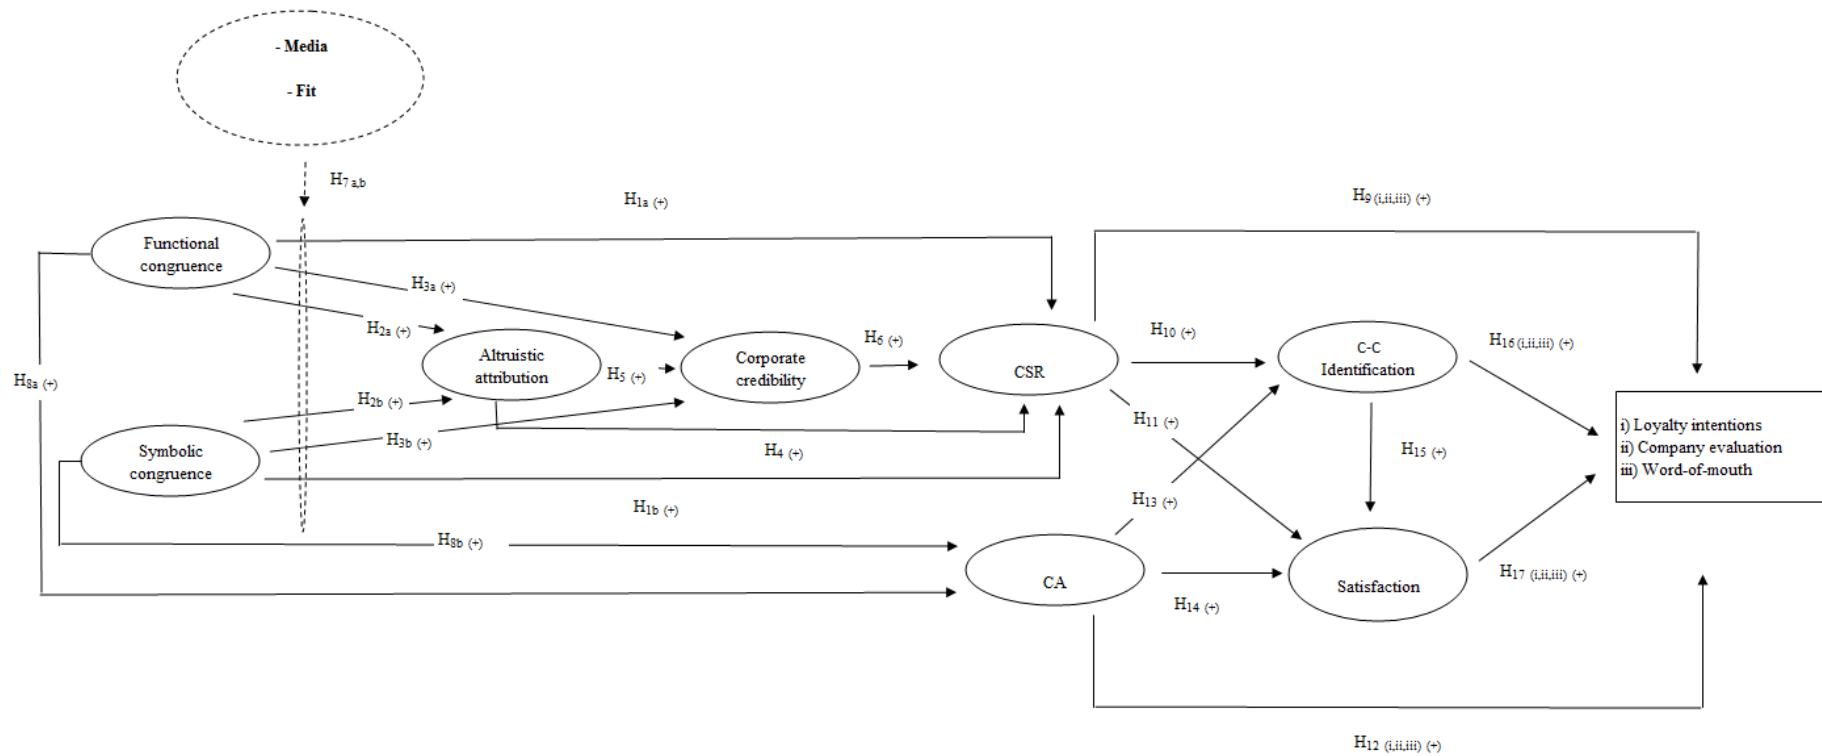 - Media
- Fit
H7 a,b
H1a (+)
H9 (i,ii,iii) (+)
Functional
congruence
H3a (+)
H2a (+)
H8a (+)
Altruistic
attribution
H5 (+)
Corporate
credibility
H6 (+)
CSR
H10 (+)
C-C
Identification
H16 (i,ii,iii) (+)
H2b (+)
H3b (+)
H4 (+)
H11 (+)
H15 (+)
i) Loyalty intentions
ii) Company evaluation
iii) Word-of-mouth
Symbolic
congruence
H1b (+)
H13 (+)
H8b (+)
CA
H14 (+)
Satisfaction
H17 (i,ii,iii) (+)
H12 (i,ii,iii) (+)